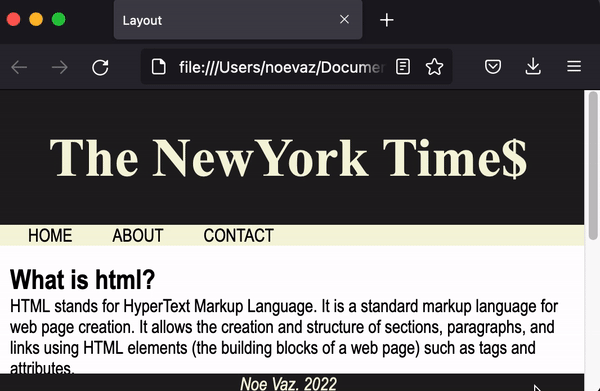 Layout
file:///Users/noevaz/Documen
The NewYork Time$
HOME ABOUT CONTACT
What is html?
HTML stands for HyperText Markup Language. It is a standard markup language for
web page creation. It allows the creation and structure of sections, paragraphs, and
links using HTML elements (the building blocks of a web page) such as tags and
attributes.
Noe Vaz. 2022